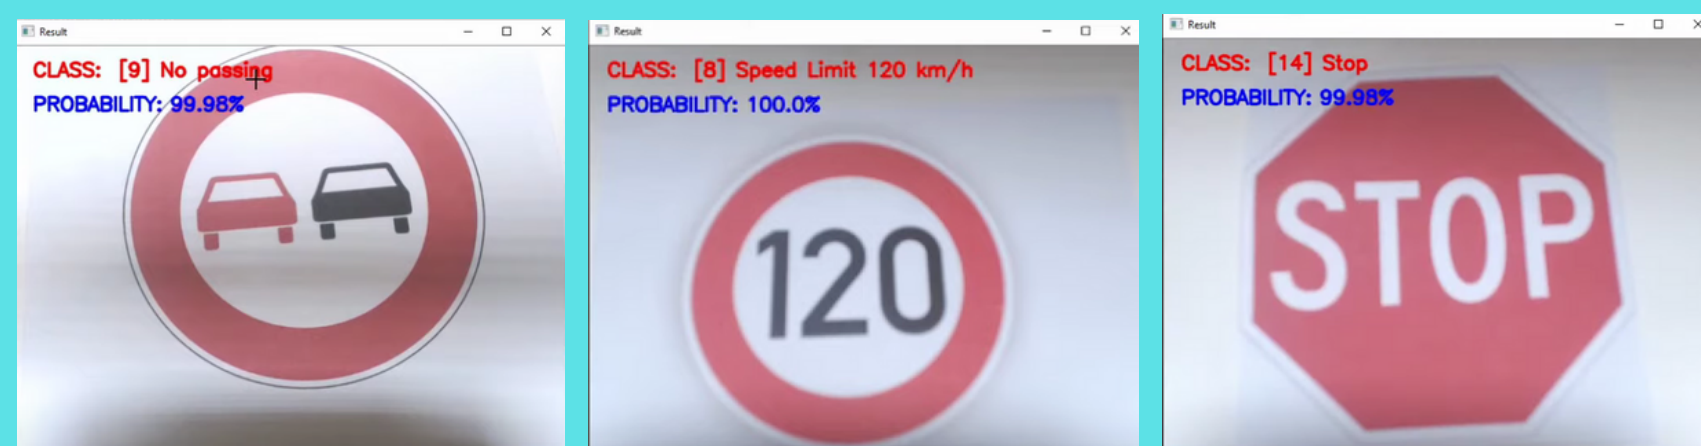 Result
CLASS: [9] No passing
PROBABILITY: 99.98%
Result
CLASS: [8] Speed Limit 120 km/h
PROBABILITY: 100.0%
120
Result
CLASS: [14] Stop
PROBABILITY: 99.98%
STOP